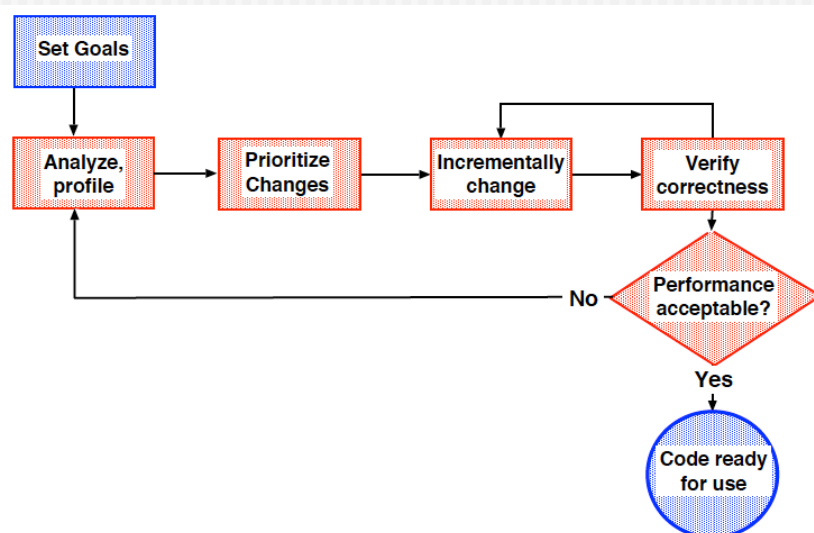 Set Goals
Analyze,
profile
Prioritize
Changes
Incrementally
change
Verify
correctness
Performance
acceptable?
No
Yes
Code ready
for use